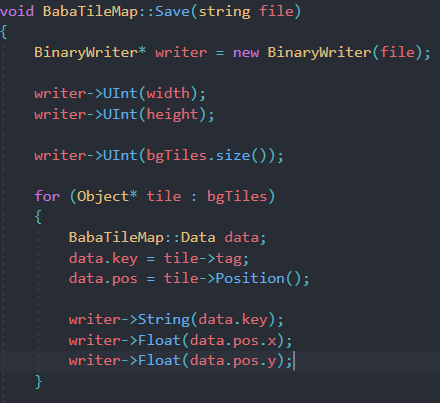 void BabaTileMap::Save(string file)
{
    BinaryWriter* writer = new BinaryWriter(file);
    writer->UInt(width);
    writer->UInt(height);
    writer->UInt(bgTiles.size());
    for (Object* tile : bgTiles)
    {
        BabaTileMap::Data data;
        data.key = tile->tag;
        data.pos = tile->Position();
        writer->String(data.key);
        writer->Float(data.pos.x);
        writer->Float(data.pos.y);
    }